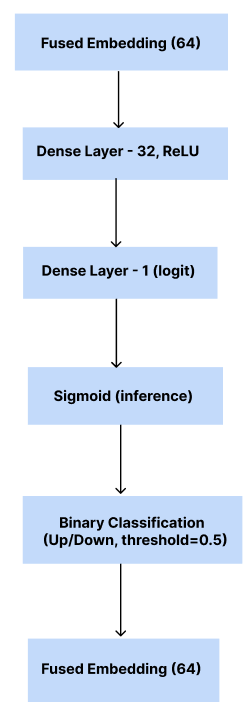 Fused Embedding (64)
Dense Layer - 32, ReLU
Dense Layer - 1 (logit)
Sigmoid (inference)
Binary Classification
(Up/Down, threshold=0.5)
Fused Embedding (64)